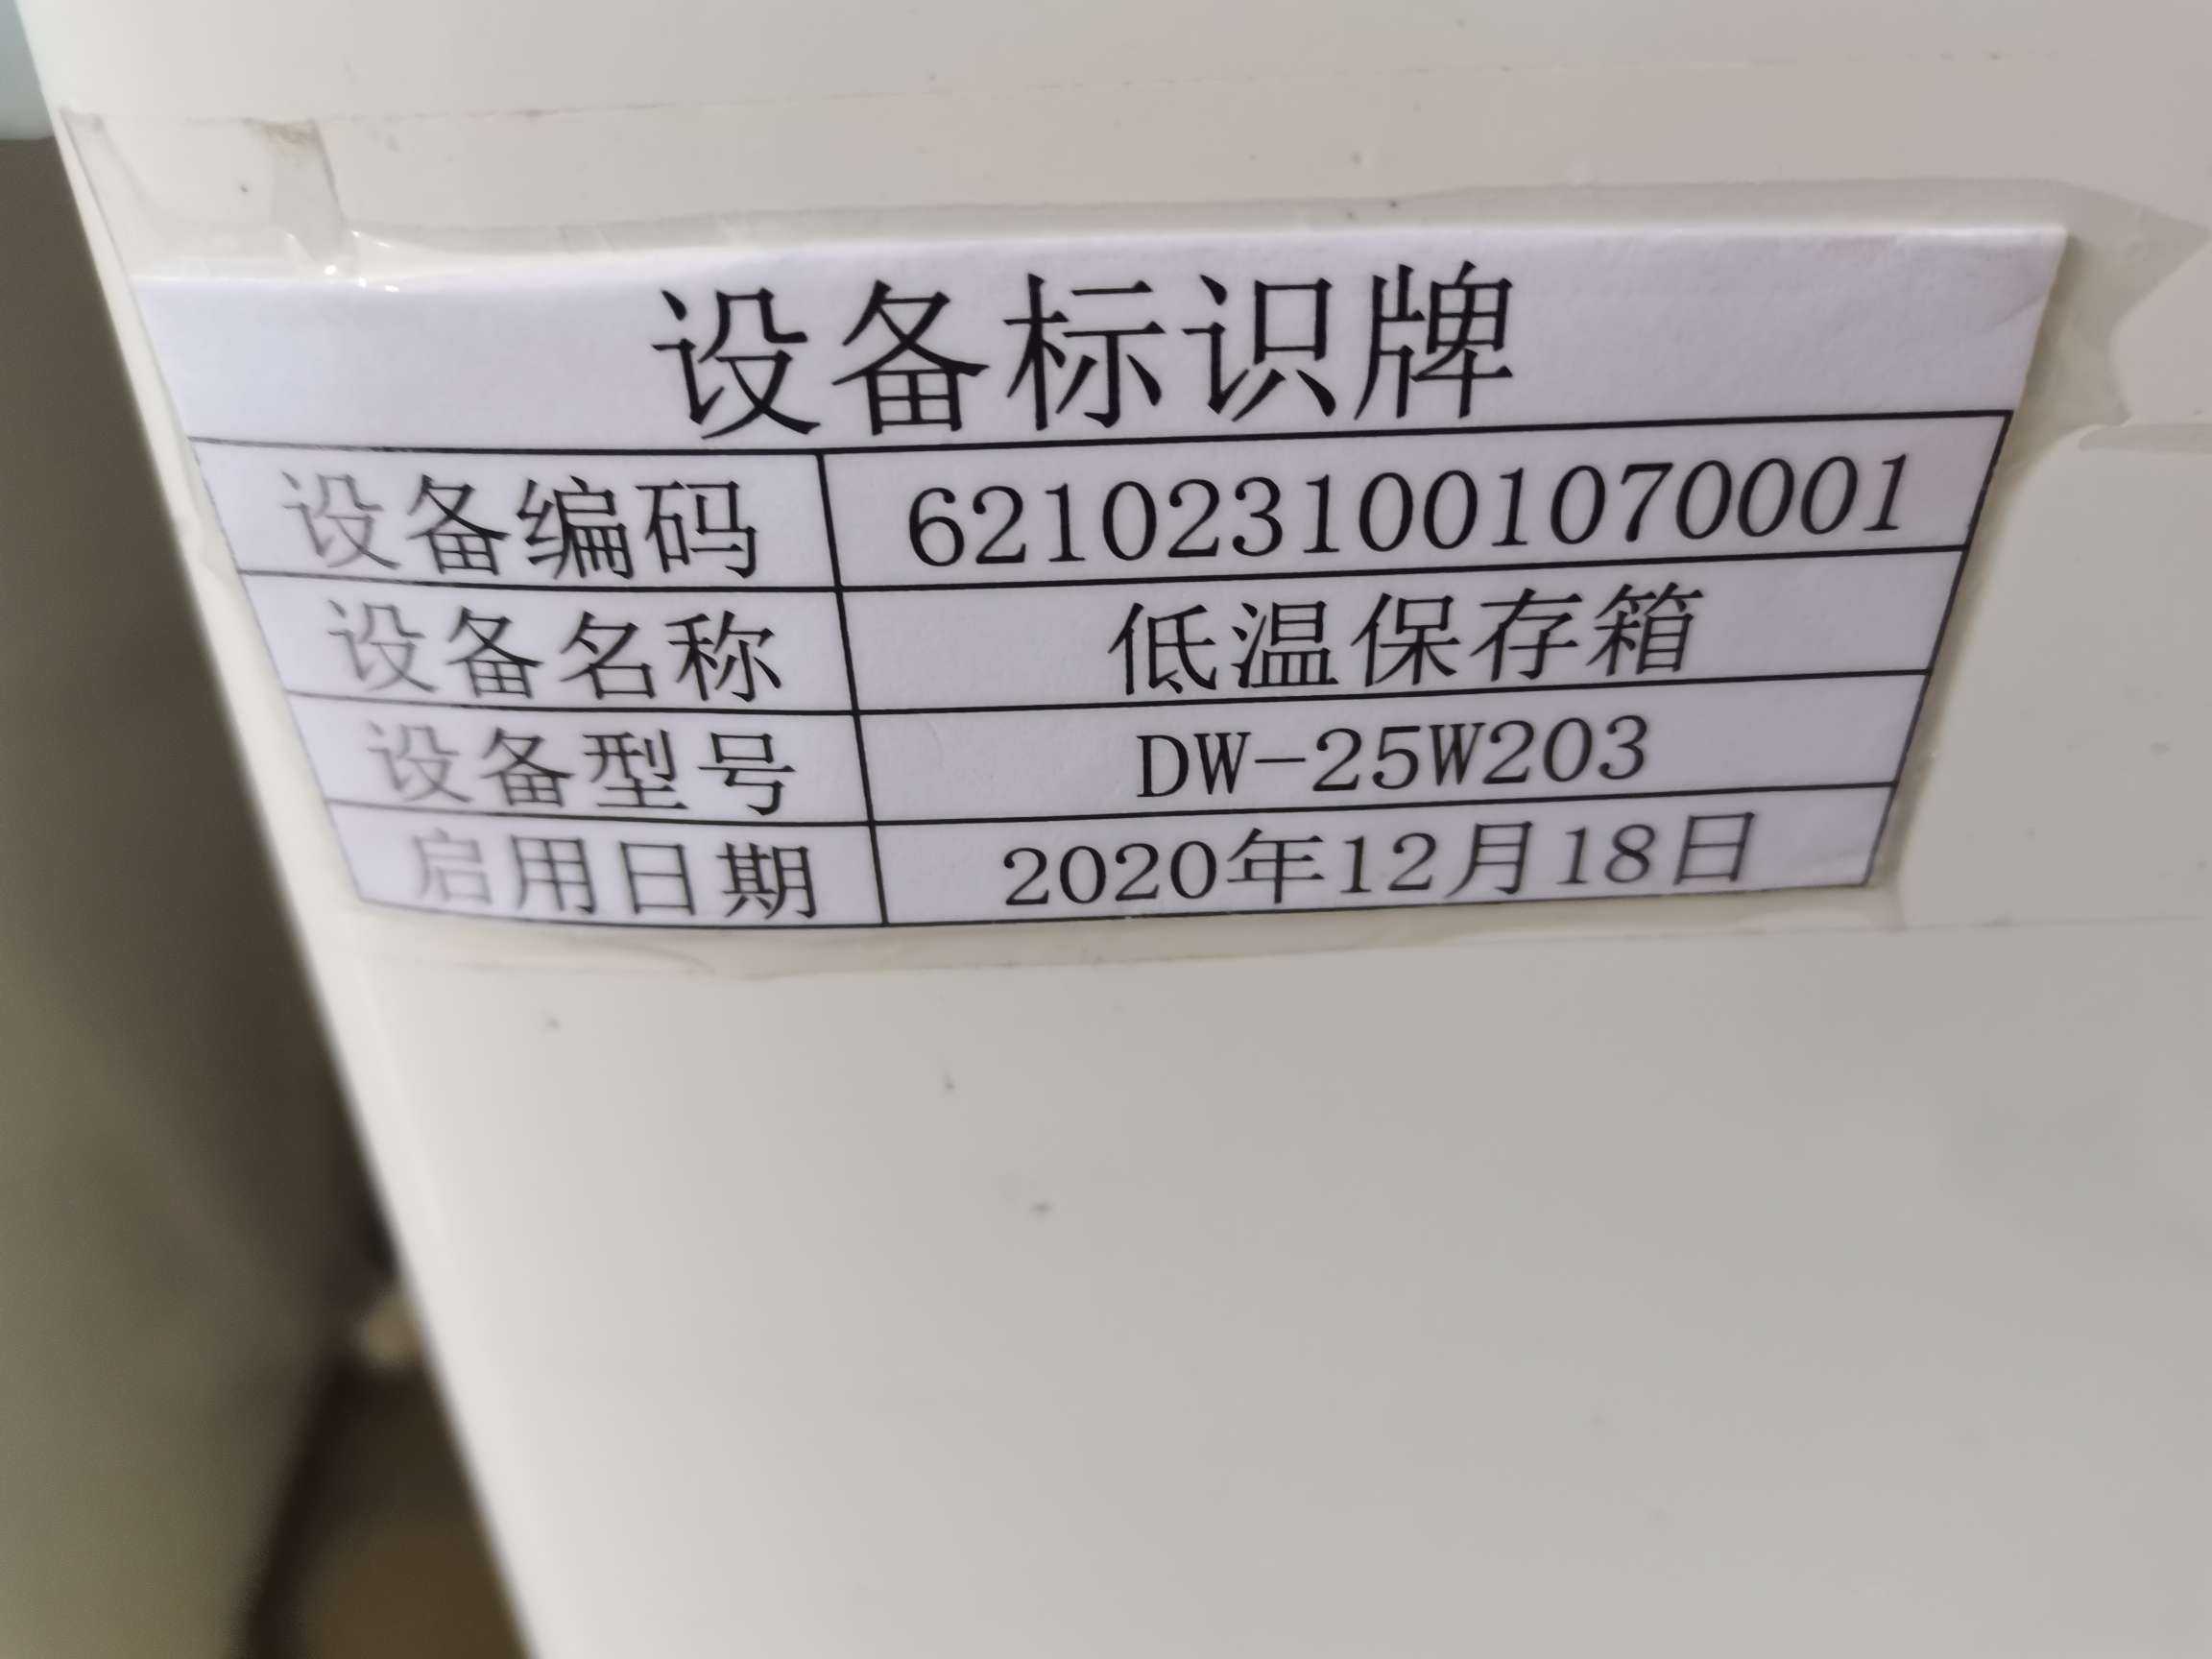 设备标识牌
设备编码 6210231001070001
设备名称 低温保存箱
设备型号 DW-25W203
启用日期 2020年12月18日